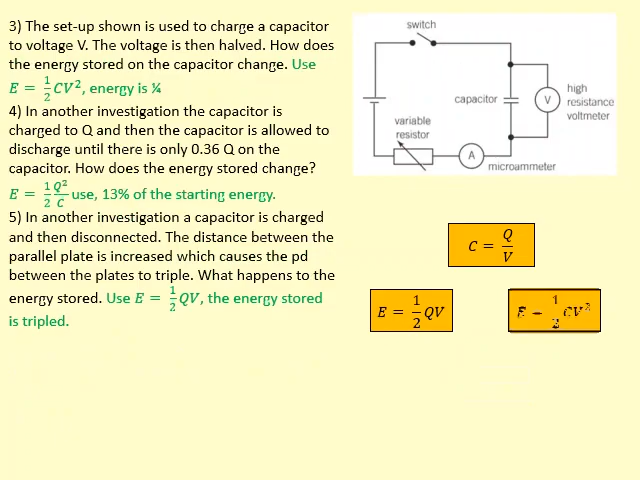 3) The set-up shown is used to charge a capacitor
to voltage V. The voltage is then halved. How does
the energy stored on the capacitor change. Use
E = 1/2 CV², energy is ¼
4) In another investigation the capacitor is
charged to Q and then the capacitor is allowed to
discharge until there is only 0.36 Q on the
capacitor. How does the energy stored change?
E = 1/2 Q²/C use, 13% of the starting energy.
5) In another investigation a capacitor is charged
and then disconnected. The distance between the
parallel plate is increased which causes the pd
between the plates to triple. What happens to the
energy stored. Use E = 1/2 QV, the energy stored
is tripled.
switch
capacitor
V
high
resistance
voltmeter
variable
resistor
A
microammeter
C = Q/V
E = 1/2 QV
E = 1/2 CV²